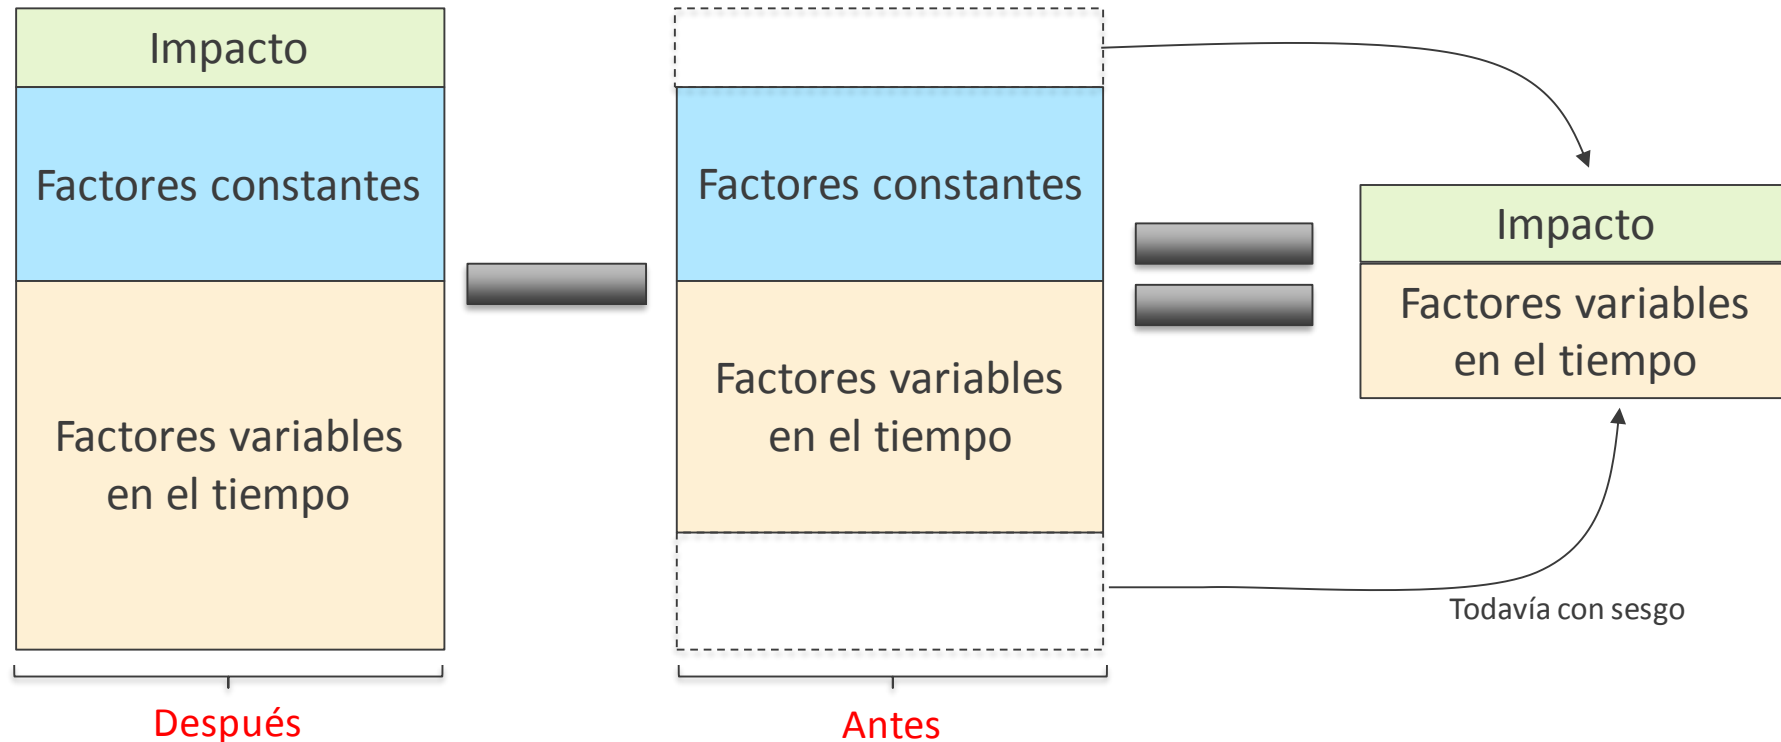 Impacto
Factores constantes
Factores variables
en el tiempo
Después
Factores constantes
Factores variables
en el tiempo
Antes
Impacto
Factores variables
en el tiempo
Todavía con sesgo